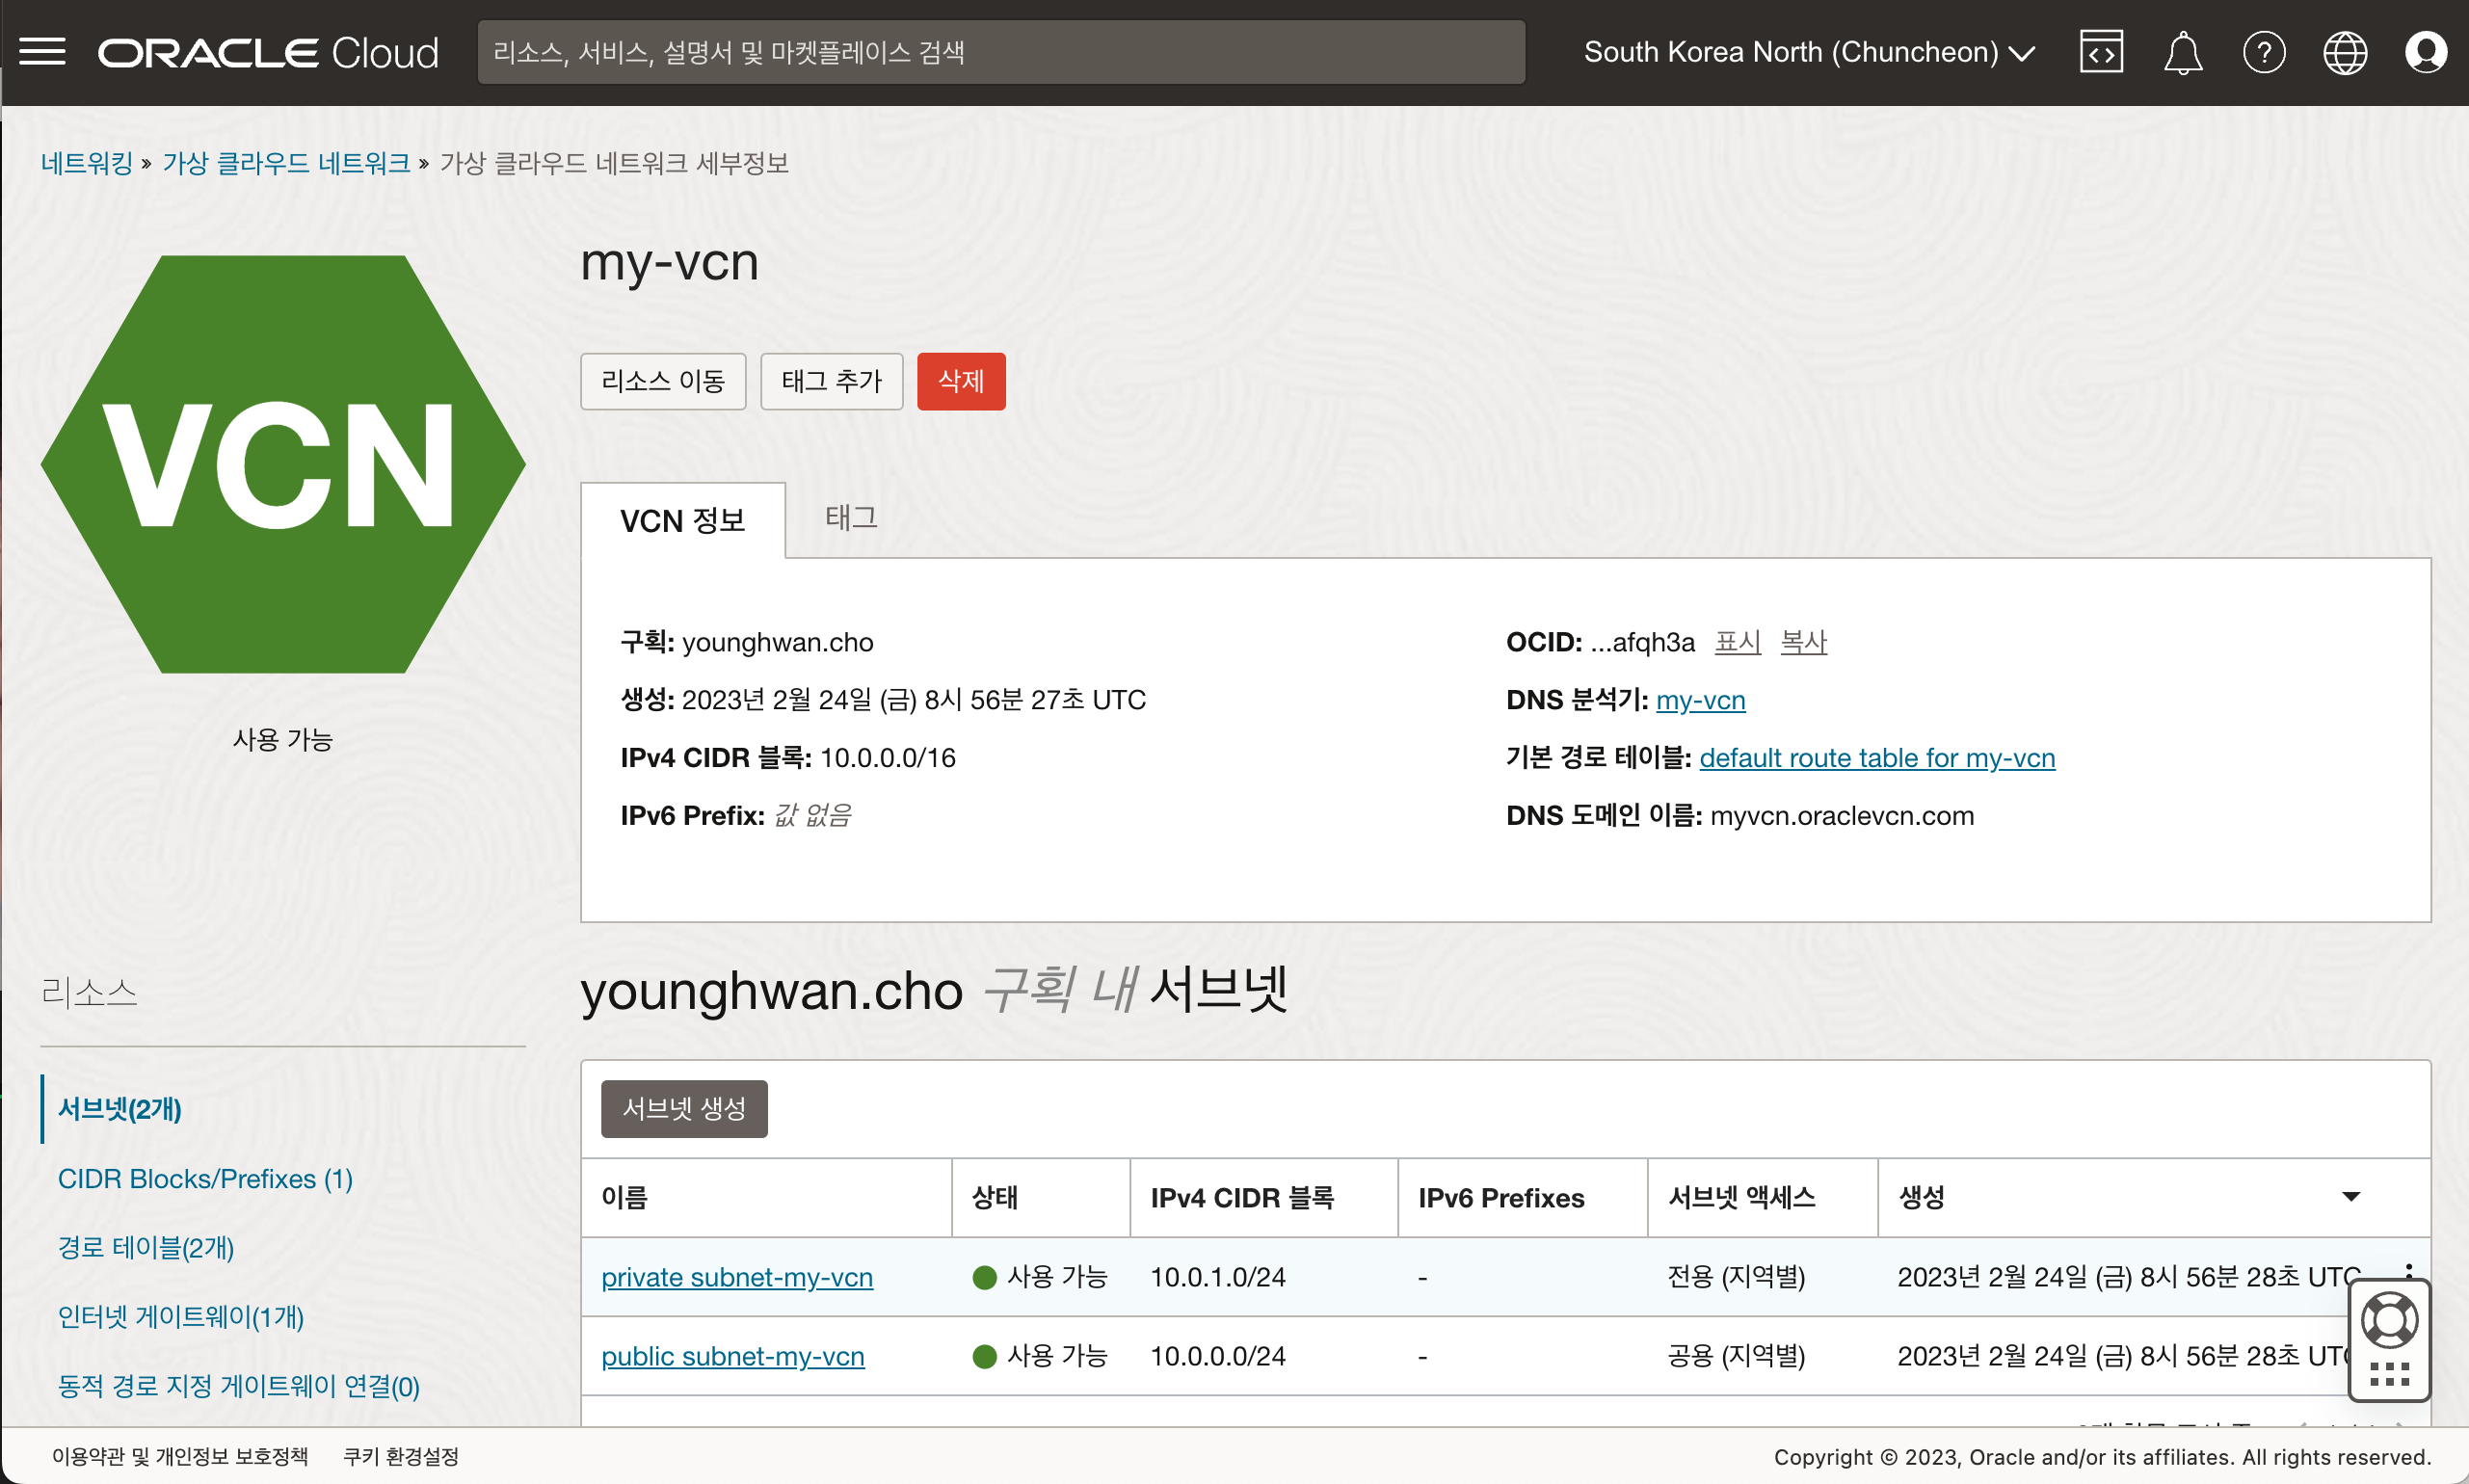 ORACLE Cloud
리소스, 서비스, 설명서 및 마켓플레이스 검색
South Korea North (Chuncheon)
네트워킹 » 가상 클라우드 네트워크 » 가상 클라우드 네트워크 세부정보
VCN
사용 가능
my-vcn
리소스 이동 태그 추가 삭제
VCN 정보 태그
구획: younghwan.cho
생성: 2023년 2월 24일 (금) 8시 56분 27초 UTC
IPv4 CIDR 블록: 10.0.0.0/16
IPv6 Prefix: 값 없음
OCID: ...afqh3a 표시 복사
DNS 분석기: my-vcn
기본 경로 테이블: default route table for my-vcn
DNS 도메인 이름: myvcn.oraclevcn.com
리소스
서브넷(2개)
CIDR Blocks/Prefixes (1)
경로 테이블(2개)
인터넷 게이트웨이(1개)
동적 경로 지정 게이트웨이 연결(0)
younghwan.cho 구획 내 서브넷
서브넷 생성
이름 상태 IPv4 CIDR 블록 IPv6 Prefixes 서브넷 액세스 생성
private subnet-my-vcn 사용 가능 10.0.1.0/24 - 전용 (지역별) 2023년 2월 24일 (금) 8시 56분 28초 UTC
public subnet-my-vcn 사용 가능 10.0.0.0/24 - 공용 (지역별) 2023년 2월 24일 (금) 8시 56분 28초 UTC
이용약관 및 개인정보 보호정책 쿠키 환경설정
Copyright © 2023, Oracle and/or its affiliates. All rights reserved.